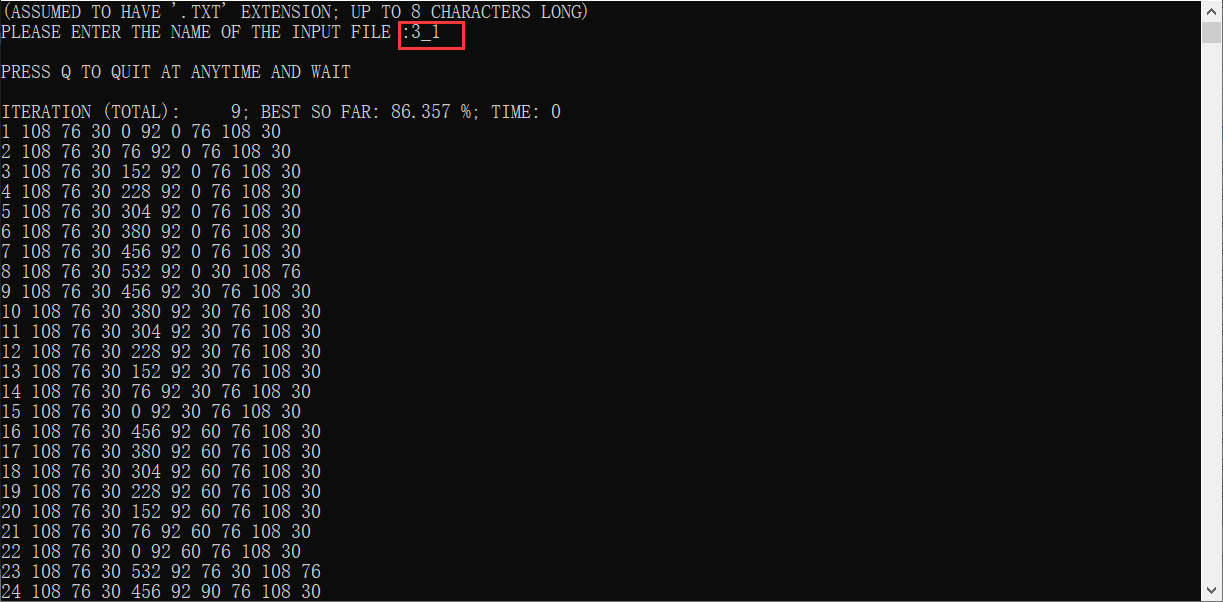 (ASSUMED TO HAVE '.TXT' EXTENSION; UP TO 8 CHARACTERS LONG)
PLEASE ENTER THE NAME OF THE INPUT FILE :3_1
PRESS Q TO QUIT AT ANYTIME AND WAIT
ITERATION (TOTAL):     9; BEST SO FAR: 86.357 %; TIME: 0
1 108 76 30 0 92 0 76 108 30
2 108 76 30 76 92 0 76 108 30
3 108 76 30 152 92 0 76 108 30
4 108 76 30 228 92 0 76 108 30
5 108 76 30 304 92 0 76 108 30
6 108 76 30 380 92 0 76 108 30
7 108 76 30 456 92 0 76 108 30
8 108 76 30 532 92 0 30 108 76
9 108 76 30 456 92 30 76 108 30
10 108 76 30 380 92 30 76 108 30
11 108 76 30 304 92 30 76 108 30
12 108 76 30 228 92 30 76 108 30
13 108 76 30 152 92 30 76 108 30
14 108 76 30 76 92 30 76 108 30
15 108 76 30 0 92 30 76 108 30
16 108 76 30 456 92 60 76 108 30
17 108 76 30 380 92 60 76 108 30
18 108 76 30 304 92 60 76 108 30
19 108 76 30 228 92 60 76 108 30
20 108 76 30 152 92 60 76 108 30
21 108 76 30 76 92 60 76 108 30
22 108 76 30 0 92 60 76 108 30
23 108 76 30 532 92 76 30 108 76
24 108 76 30 456 92 90 76 108 30